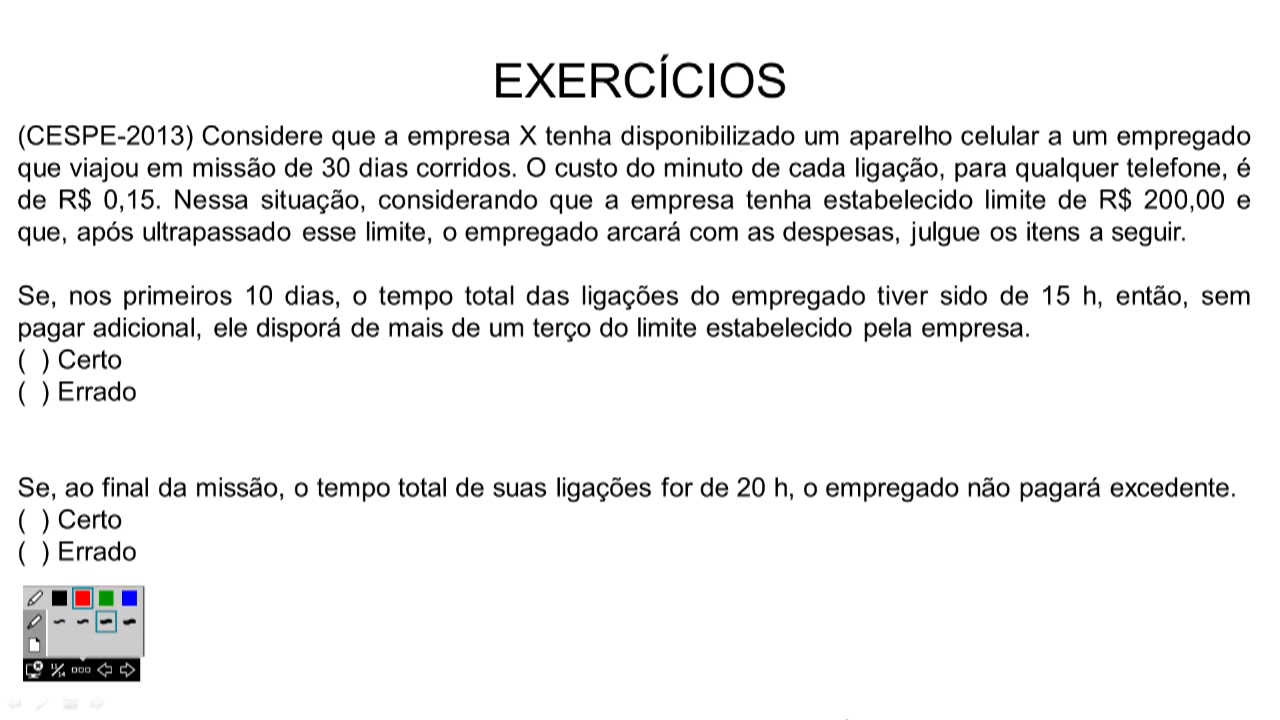 EXERCÍCIOS
(CESPE-2013) Considere que a empresa X tenha disponibilizado um aparelho celular a um empregado
que viajou em missão de 30 dias corridos. O custo do minuto de cada ligação, para qualquer telefone, é
de R$ 0,15. Nessa situação, considerando que a empresa tenha estabelecido limite de R$ 200,00 e
que, após ultrapassado esse limite, o empregado arcará com as despesas, julgue os itens a seguir.
Se, nos primeiros 10 dias, o tempo total das ligações do empregado tiver sido de 15 h, então, sem
pagar adicional, ele disporá de mais de um terço do limite estabelecido pela empresa.
( ) Certo
( ) Errado
Se, ao final da missão, o tempo total de suas ligações for de 20 h, o empregado não pagará excedente.
( ) Certo
( ) Errado